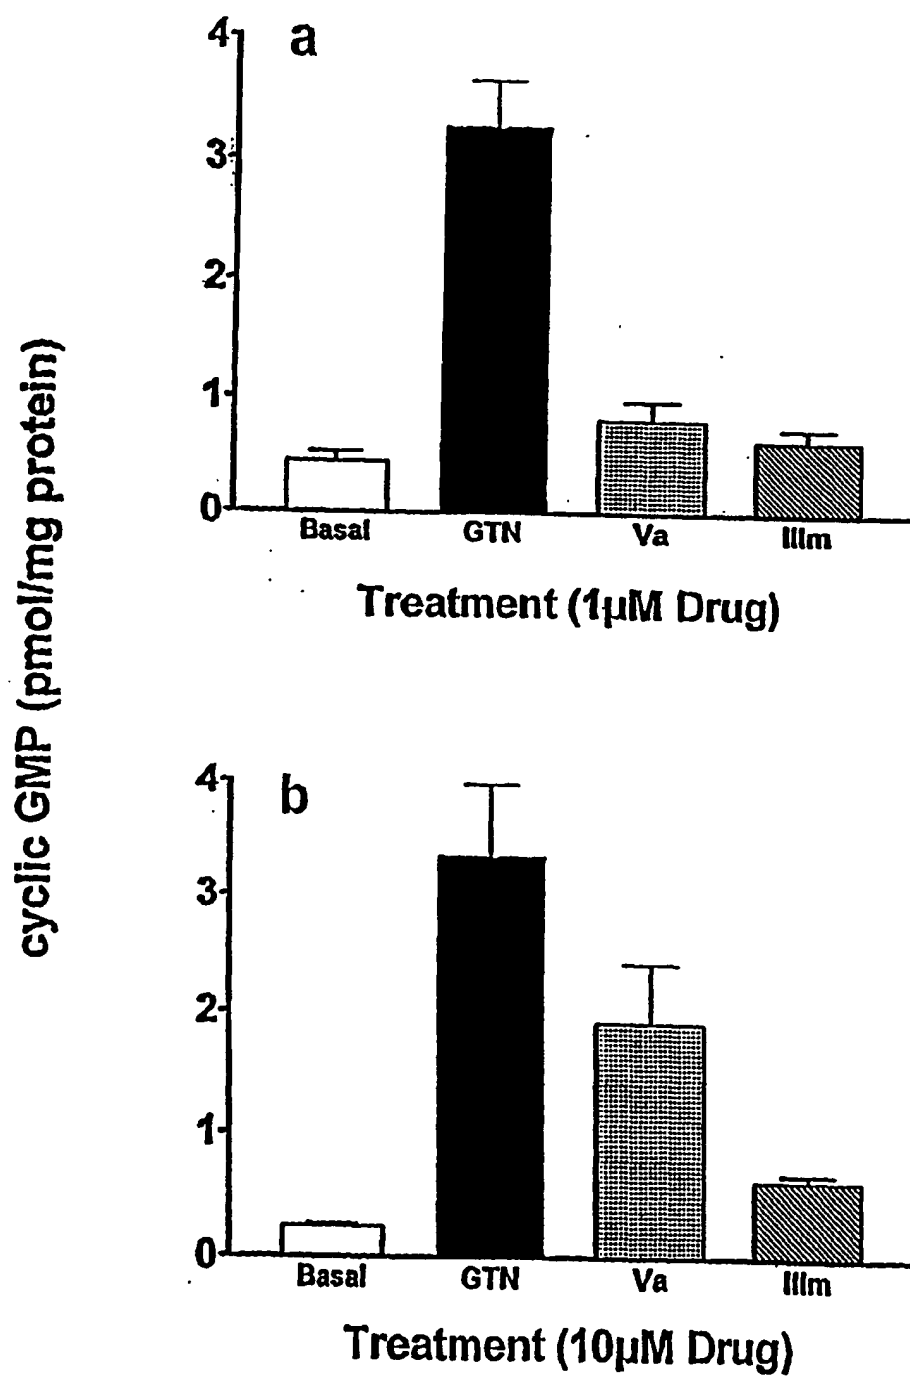 cyclic GMP (pmol/mg protein)
a
4
3
2
1
0
Basal GTN Va IIIm
Treatment (1µM Drug)
b
4
3
2
1
0
Basal GTN Va IIIm
Treatment (10µM Drug)